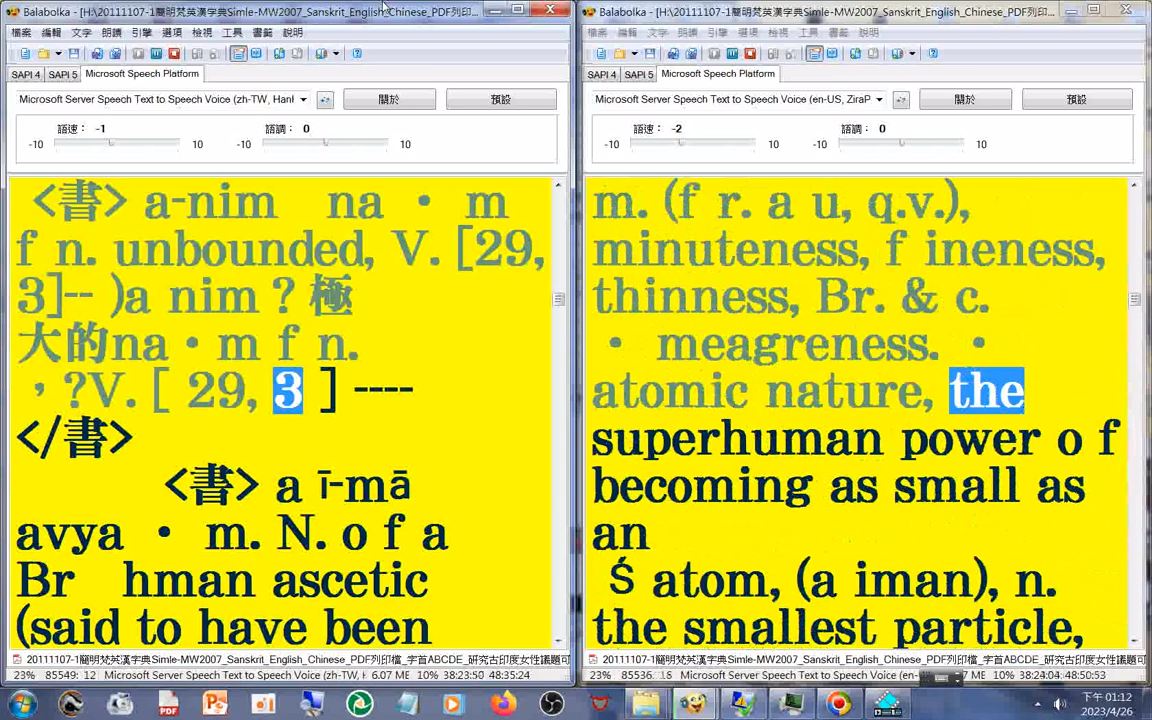 Balabolka - [H:\20111107-1簡明梵英漢字典Simle-MW2007_Sanskrit_English_Chinese_PDF列印...
檔案 編輯 文字 朗讀 引擎 選項 檢視 工具 書籤 說明
SAPI 4 SAPI 5 Microsoft Speech Platform
Microsoft Server Speech Text to Speech Voice (zh-TW, Hanl
關於 預設
語速： -1 語調： 0
-10 10 -10 10
<書> a-nim na • m
f n. unbounded, V. [29,
3]-- )a nim ? 極
大的na • m f n.
，?V. [ 29, 3 ] ----
</書>
<書> a ī-mā
avya • m. N. o f a
Br hman ascetic
(said to have been
20111107-1簡明梵英漢字典Simle-MW2007_Sanskrit_English_Chinese_PDF列印檔_字首ABCDE_研究古印度女性議題可
23% 85549: 12 Microsoft Server Speech Text to Speech Voice (zh-TW, H 6.07 ME 38:23:50 48:35:24
Balabolka - [H:\20111107-1簡明梵英漢字典Simle-MW2007_Sanskrit_English_Chinese_PDF列印...
檔案 編輯 文字 朗讀 引擎 選項 檢視 工具 書籤 說明
SAPI 4 SAPI 5 Microsoft Speech Platform
Microsoft Server Speech Text to Speech Voice (en-US, ZiraP
關於 預設
語速： -2 語調： 0
-10 10 -10 10
m. (f r. a u, q.v.),
minuteness, f ineness,
thinness, Br. & c.
• meagreness. •
atomic nature, the
superhuman power o f
becoming as small as
an
Ś atom, (a iman), n.
the smallest particle,
20111107-1簡明梵英漢字典Simle-MW2007_Sanskrit_English_Chinese_PDF列印檔_字首ABCDE_研究古印度女性議題可
23% 85536: 16 Microsoft Server Speech Text to Speech Voice 6.07 ME 38:24:04 48:50:53
下午 01:12
2023/4/26